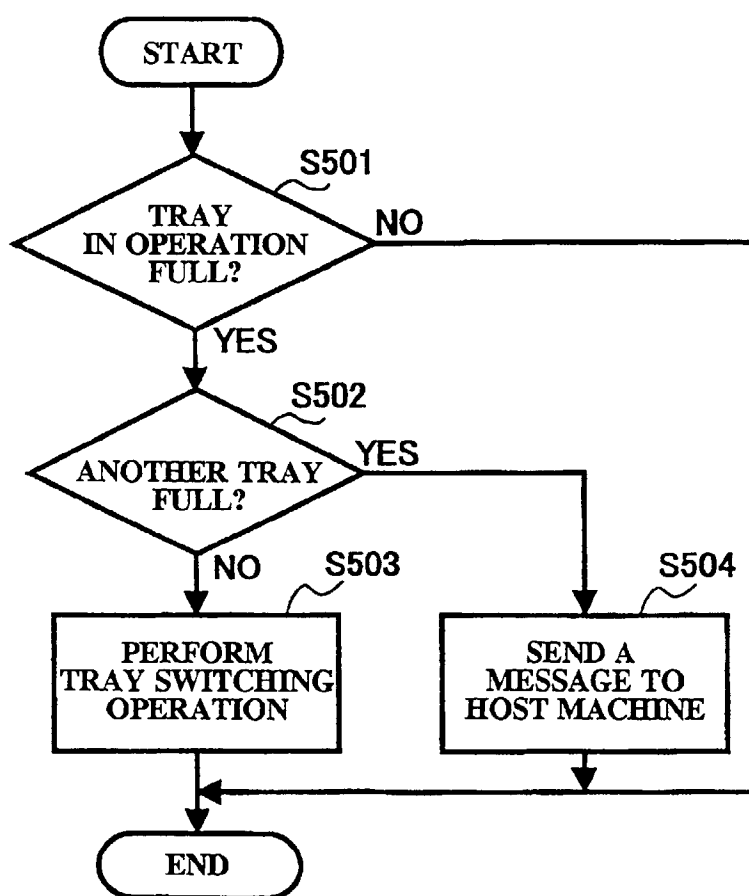 START
S501
TRAY
IN OPERATION
FULL?
NO
YES
S502
ANOTHER TRAY
FULL?
YES
NO
S503
PERFORM
TRAY SWITCHING
OPERATION
S504
SEND A
MESSAGE TO
HOST MACHINE
END